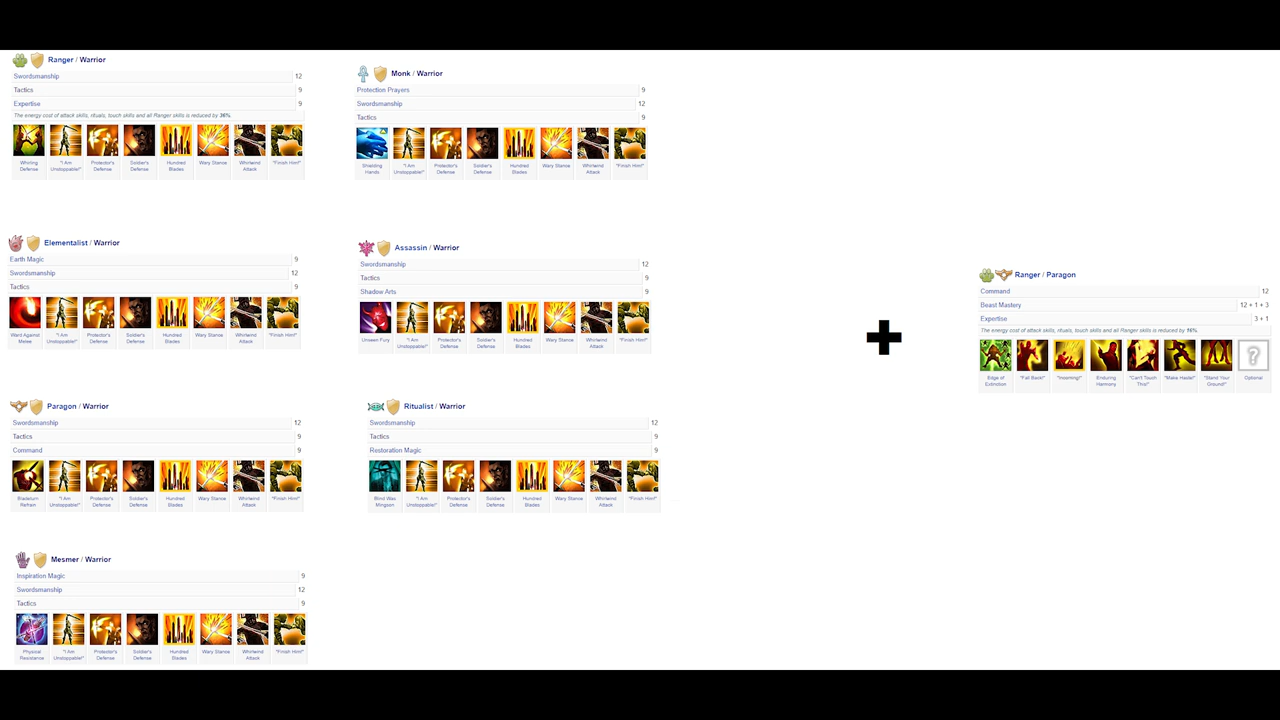 Ranger / Warrior
Swordsmanship 12
Tactics 9
Expertise 9
The energy cost of attack skills, rituals, touch skills and all Ranger skills is reduced by 36%.
Whirling Defense "I Am Unstoppable!" Protector's Defense Soldier's Defense Hundred Blades Wary Stance Whirlwind Attack "Finish Him!"
Monk / Warrior
Protection Prayers 9
Swordsmanship 12
Tactics 9
Shielding Hands "I Am Unstoppable!" Protector's Defense Soldier's Defense Hundred Blades Wary Stance Whirlwind Attack "Finish Him!"
Elementalist / Warrior
Earth Magic 9
Swordsmanship 12
Tactics 9
Ward Against Melee "I Am Unstoppable!" Protector's Defense Soldier's Defense Hundred Blades Wary Stance Whirlwind Attack "Finish Him!"
Assassin / Warrior
Swordsmanship 12
Tactics 9
Shadow Arts 9
Unseen Fury "I Am Unstoppable!" Protector's Defense Soldier's Defense Hundred Blades Wary Stance Whirlwind Attack "Finish Him!"
Ranger / Paragon
Command 12
Beast Mastery 12 + 1 + 3
Expertise 3 + 1
The energy cost of attack skills, rituals, touch skills and all Ranger skills is reduced by 16%.
Edge of Extinction "Fall Back!" "Incoming!" Enduring Harmony "Can't Touch This!" "Make Haste!" "Stand Your Ground!" Optional
Paragon / Warrior
Swordsmanship 12
Tactics 9
Command 9
Bladeturn Refrain "I Am Unstoppable!" Protector's Defense Soldier's Defense Hundred Blades Wary Stance Whirlwind Attack "Finish Him!"
Ritualist / Warrior
Swordsmanship 12
Tactics 9
Restoration Magic 9
Blind Was Mingson "I Am Unstoppable!" Protector's Defense Soldier's Defense Hundred Blades Wary Stance Whirlwind Attack "Finish Him!"
Mesmer / Warrior
Inspiration Magic 9
Swordsmanship 12
Tactics 9
Physical Resistance "I Am Unstoppable!" Protector's Defense Soldier's Defense Hundred Blades Wary Stance Whirlwind Attack "Finish Him!"